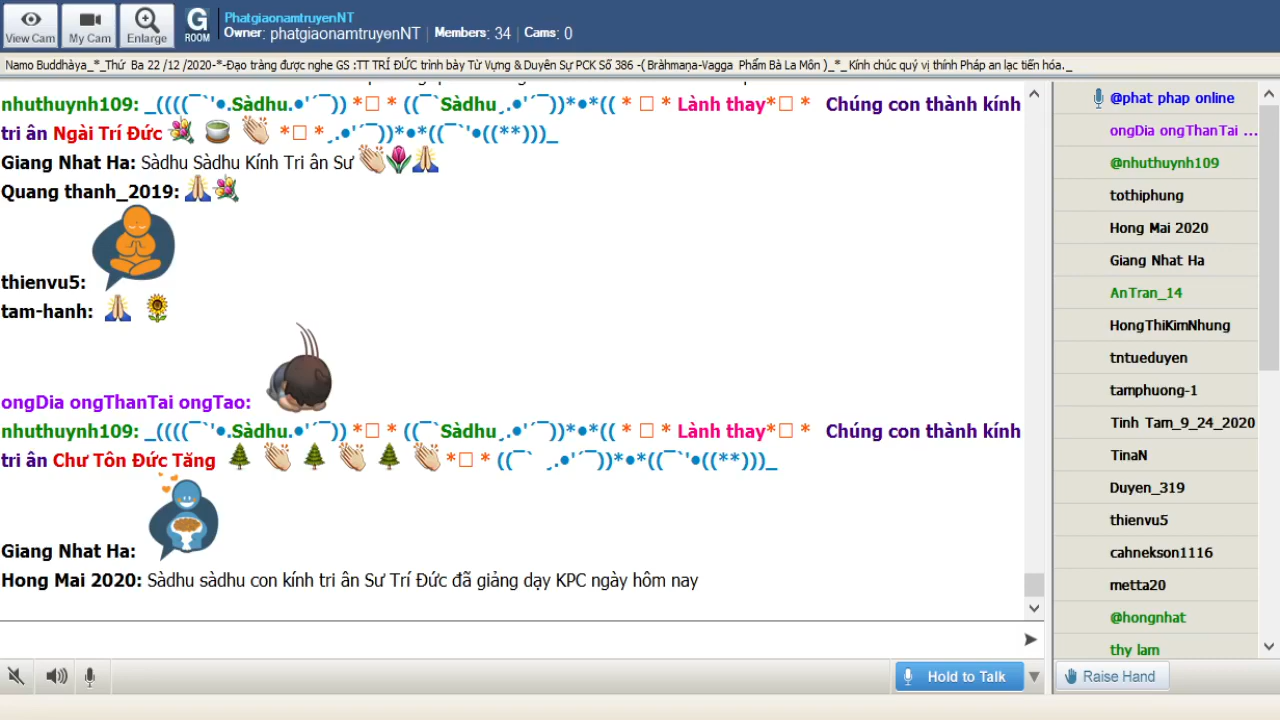 View Cam
My Cam
Enlarge
G
ROOM
PhatgiaonamtruyenNT
Owner: phatgiaonamtruyenNT | Members: 34 | Cams: 0
Namo Buddhàya_*_Thứ Ba 22 /12 /2020-*-Đạo tràng được nghe GS :TT TRÍ ĐỨC trình bày Từ Vựng & Duyên Sự PCK Số 386 -( Bràhmaṇa-Vagga Phẩm Bà La Môn )_*_ Kính chúc quý vị thính Pháp an lạc tiến hóa._
nhuthuynh109: _((((¯`'•.Sàdhu.•'´¯)) *□ * ((¯`Sàdhu¸.•'´¯))*•*(( * □ * Lành thay*□ * Chúng con thành kính
tri ân Ngài Trí Đức *□ *¸.•'´¯))*•*((¯`'•((**)))_
Giang Nhat Ha: Sàdhu Sàdhu Kính Tri ân Sư
Quang thanh_2019:
thienvu5:
tam-hanh:
ongDia ongThanTai ongTao:
nhuthuynh109: _((((¯`'•.Sàdhu.•'´¯)) *□ * ((¯`Sàdhu¸.•'´¯))*•*(( * □ * Lành thay*□ * Chúng con thành kính
tri ân Chư Tôn Đức Tăng *□ * ((¯` ¸.•'´¯))*•*((¯`'•((**)))_
Giang Nhat Ha:
Hong Mai 2020: Sàdhu sàdhu con kính tri ân Sư Trí Đức đã giảng dạy KPC ngày hôm nay
@phat phap online
ongDia ongThanTai ...
@nhuthuynh109
tothiphung
Hong Mai 2020
Giang Nhat Ha
AnTran_14
HongThiKimNhung
tntueduyen
tamphuong-1
Tinh Tam_9_24_2020
TinaN
Duyen_319
thienvu5
cahnekson1116
metta20
@hongnhat
thy lam
Hold to Talk
Raise Hand